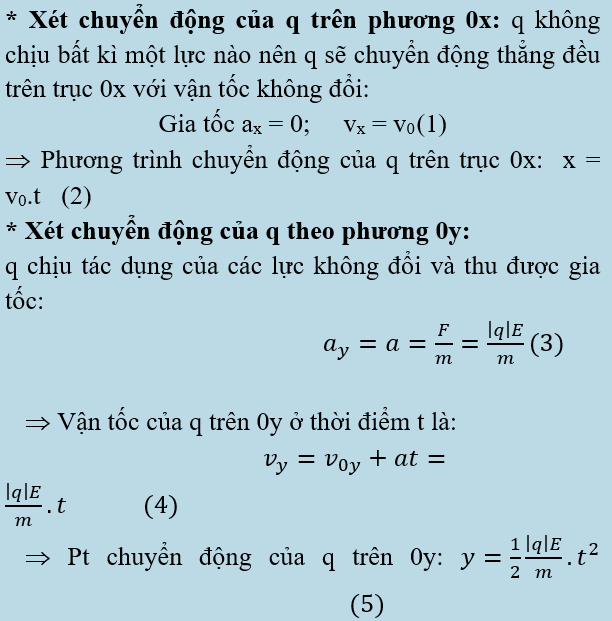 * Xét chuyển động của q trên phương 0x: q không
chịu bất kì một lực nào nên q sẽ chuyển động thẳng đều
trên trục 0x với vận tốc không đổi:
Gia tốc aₓ = 0; vₓ = v₀(1)
⇒ Phương trình chuyển động của q trên trục 0x: x =
v₀.t (2)
* Xét chuyển động của q theo phương 0y:
q chịu tác dụng của các lực không đổi và thu được gia
tốc:
$a_y = a = \frac{F}{m} = \frac{|q|E}{m}$ (3)
⇒ Vận tốc của q trên 0y ở thời điểm t là:
$v_y = v_{0y} + at =$
$\frac{|q|E}{m}.t$ (4)
⇒ Pt chuyển động của q trên 0y: $y = \frac{1}{2}\frac{|q|E}{m}.t^2$
(5)